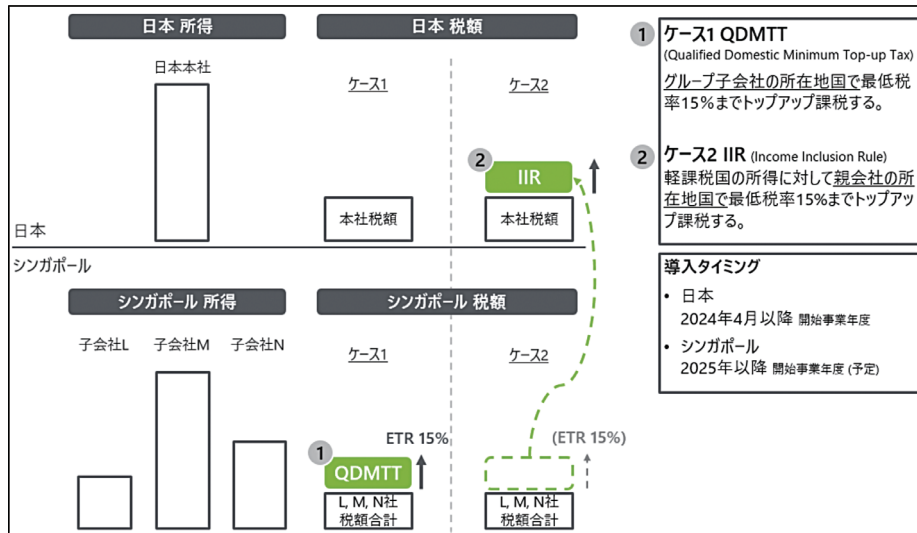 日本 所得
日本 税額
日本本社
ケース1
ケース2
2
IIR
本社税額
本社税額
日本
シンガポール
シンガポール 所得
シンガポール 税額
子会社L
子会社M
子会社N
ケース1
ケース2
1
ETR 15%
(ETR 15%)
QDMTT
L, M, N社
税額合計
L, M, N社
税額合計
1 ケース1 QDMTT
(Qualified Domestic Minimum Top-up Tax)
グループ子会社の所在地国で最低税
率15%までトップアップ課税する。
2 ケース2 IIR (Income Inclusion Rule)
軽課税国の所得に対して親会社の所
在地国で最低税率15%までトップアッ
プ課税する。
導入タイミング
• 日本
2024年4月以降 開始事業年度
• シンガポール
2025年以降 開始事業年度 (予定)